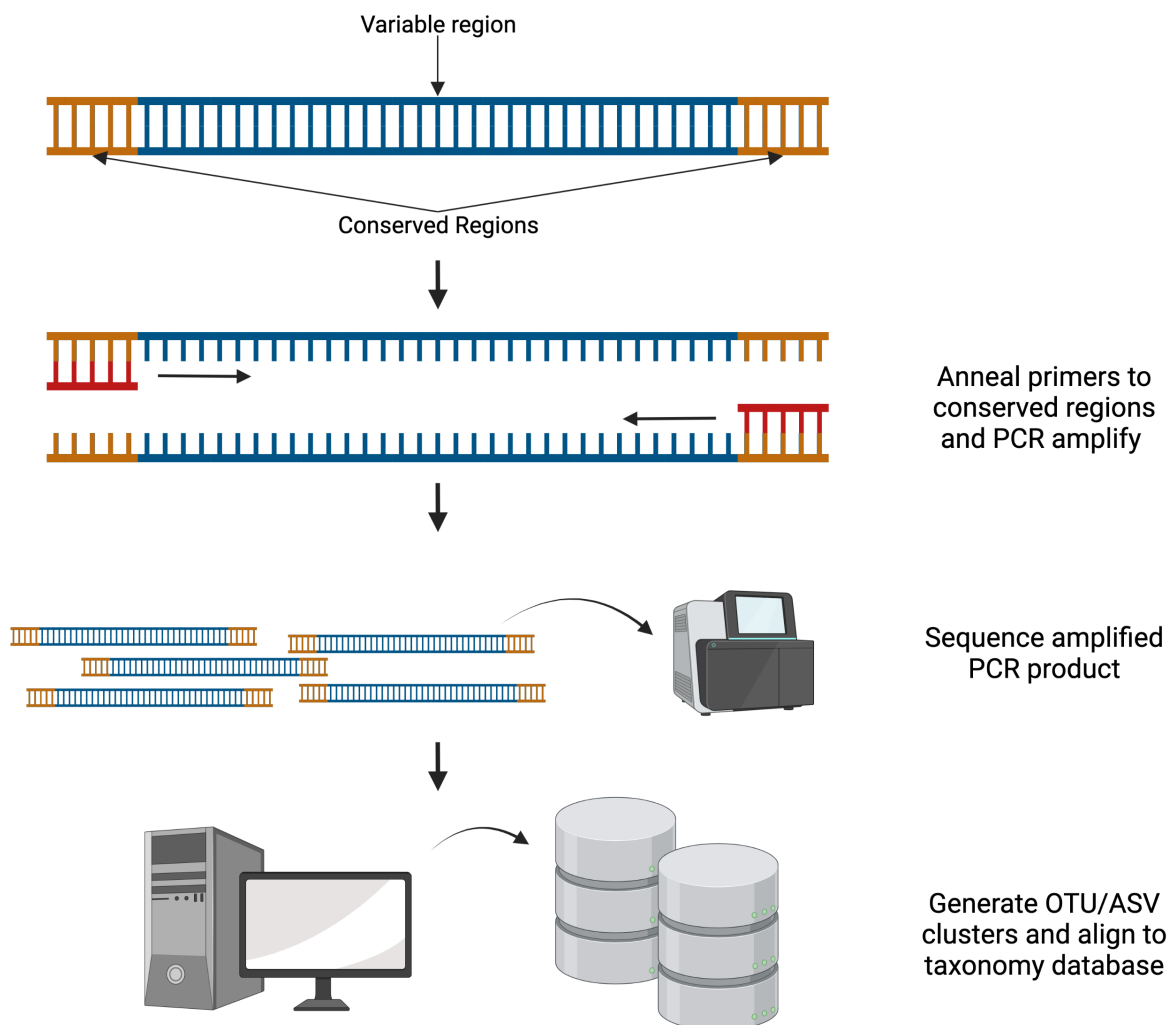 Variable region
Conserved Regions
Anneal primers to
conserved regions
and PCR amplify
Sequence amplified
PCR product
Generate OTU/ASV
clusters and align to
taxonomy database